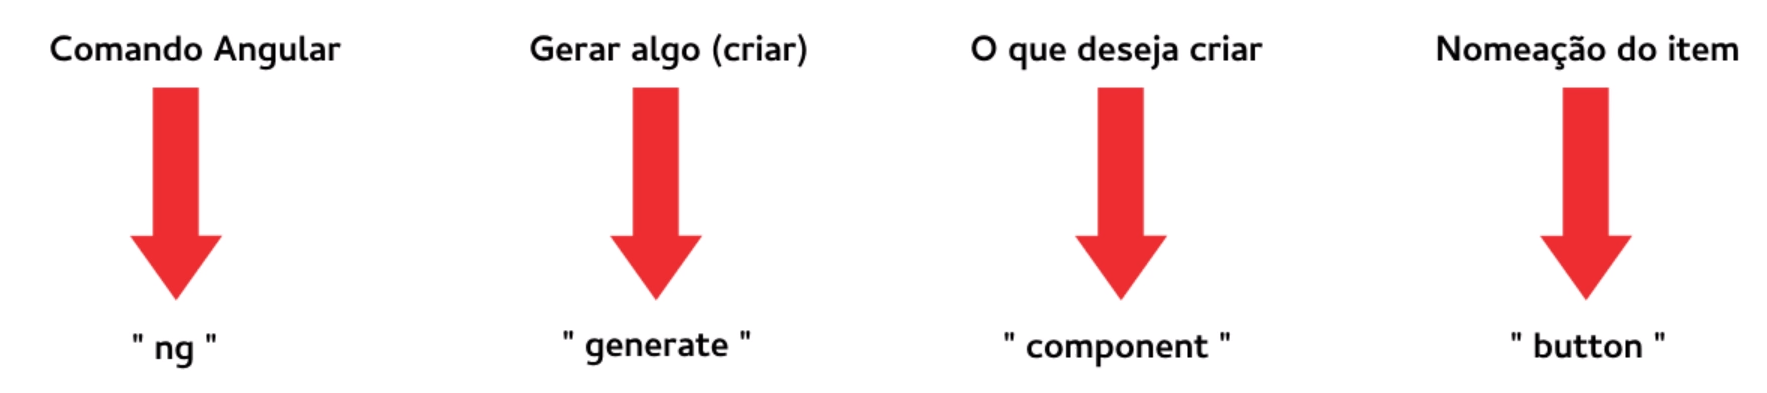 Comando Angular
Gerar algo (criar)
O que deseja criar
Nomeação do item
" ng "
" generate "
" component "
" button "